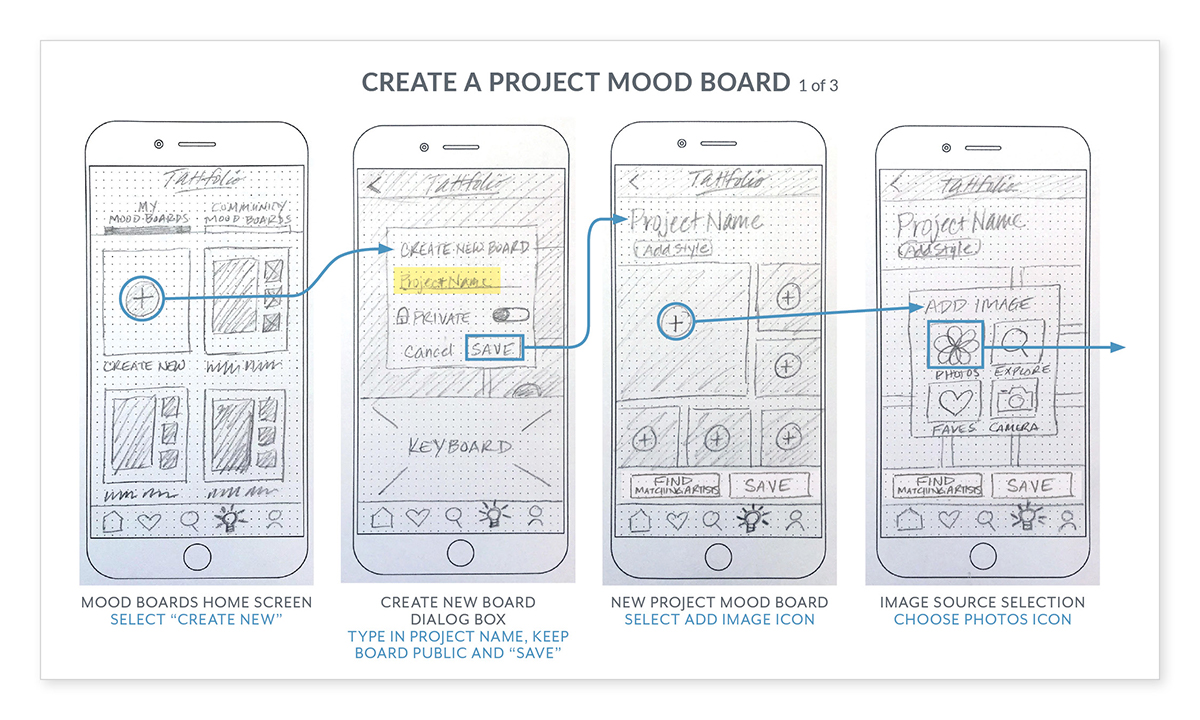 CREATE A PROJECT MOOD BOARD 1 of 3
Tattfolio
MY
MOOD BOARDS
COMMUNITY
MOOD BOARDS
CREATE NEW
MOOD BOARDS HOME SCREEN
SELECT “CREATE NEW”
Tattfolio
CREATE NEW BOARD
Project Name
PRIVATE
Cancel SAVE
KEYBOARD
CREATE NEW BOARD
DIALOG BOX
TYPE IN PROJECT NAME, KEEP
BOARD PUBLIC AND “SAVE”
Tattfolio
Project Name
Add Style
FIND
MATCHING ARTISTS
SAVE
NEW PROJECT MOOD BOARD
SELECT ADD IMAGE ICON
Tattfolio
Project Name
Add Style
ADD IMAGE
PHOTOS EXPLORE
FAVES CAMERA
FIND
MATCHING ARTISTS
SAVE
IMAGE SOURCE SELECTION
CHOOSE PHOTOS ICON